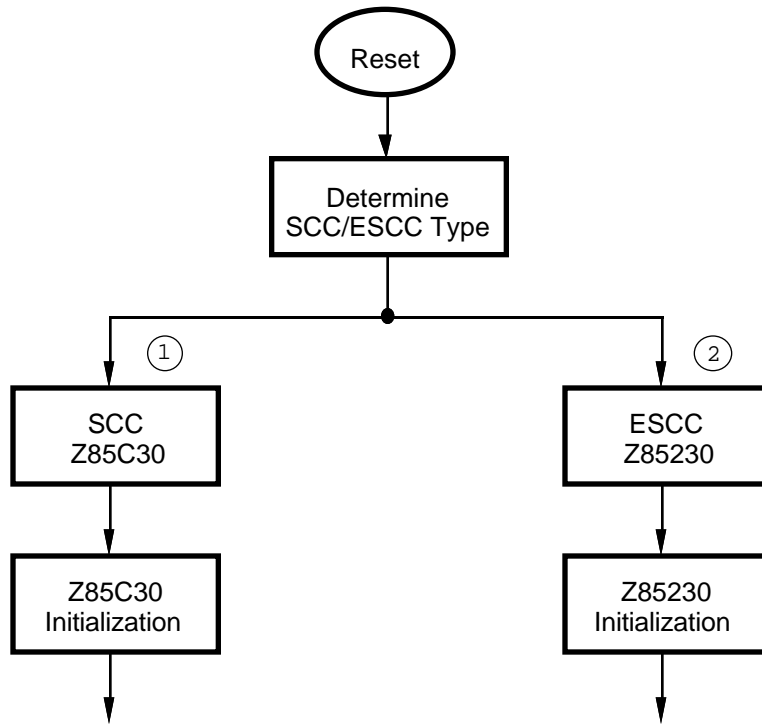 Reset
Determine
SCC/ESCC Type
1
2
SCC
Z85C30
ESCC
Z85230
Z85C30
Initialization
Z85230
Initialization